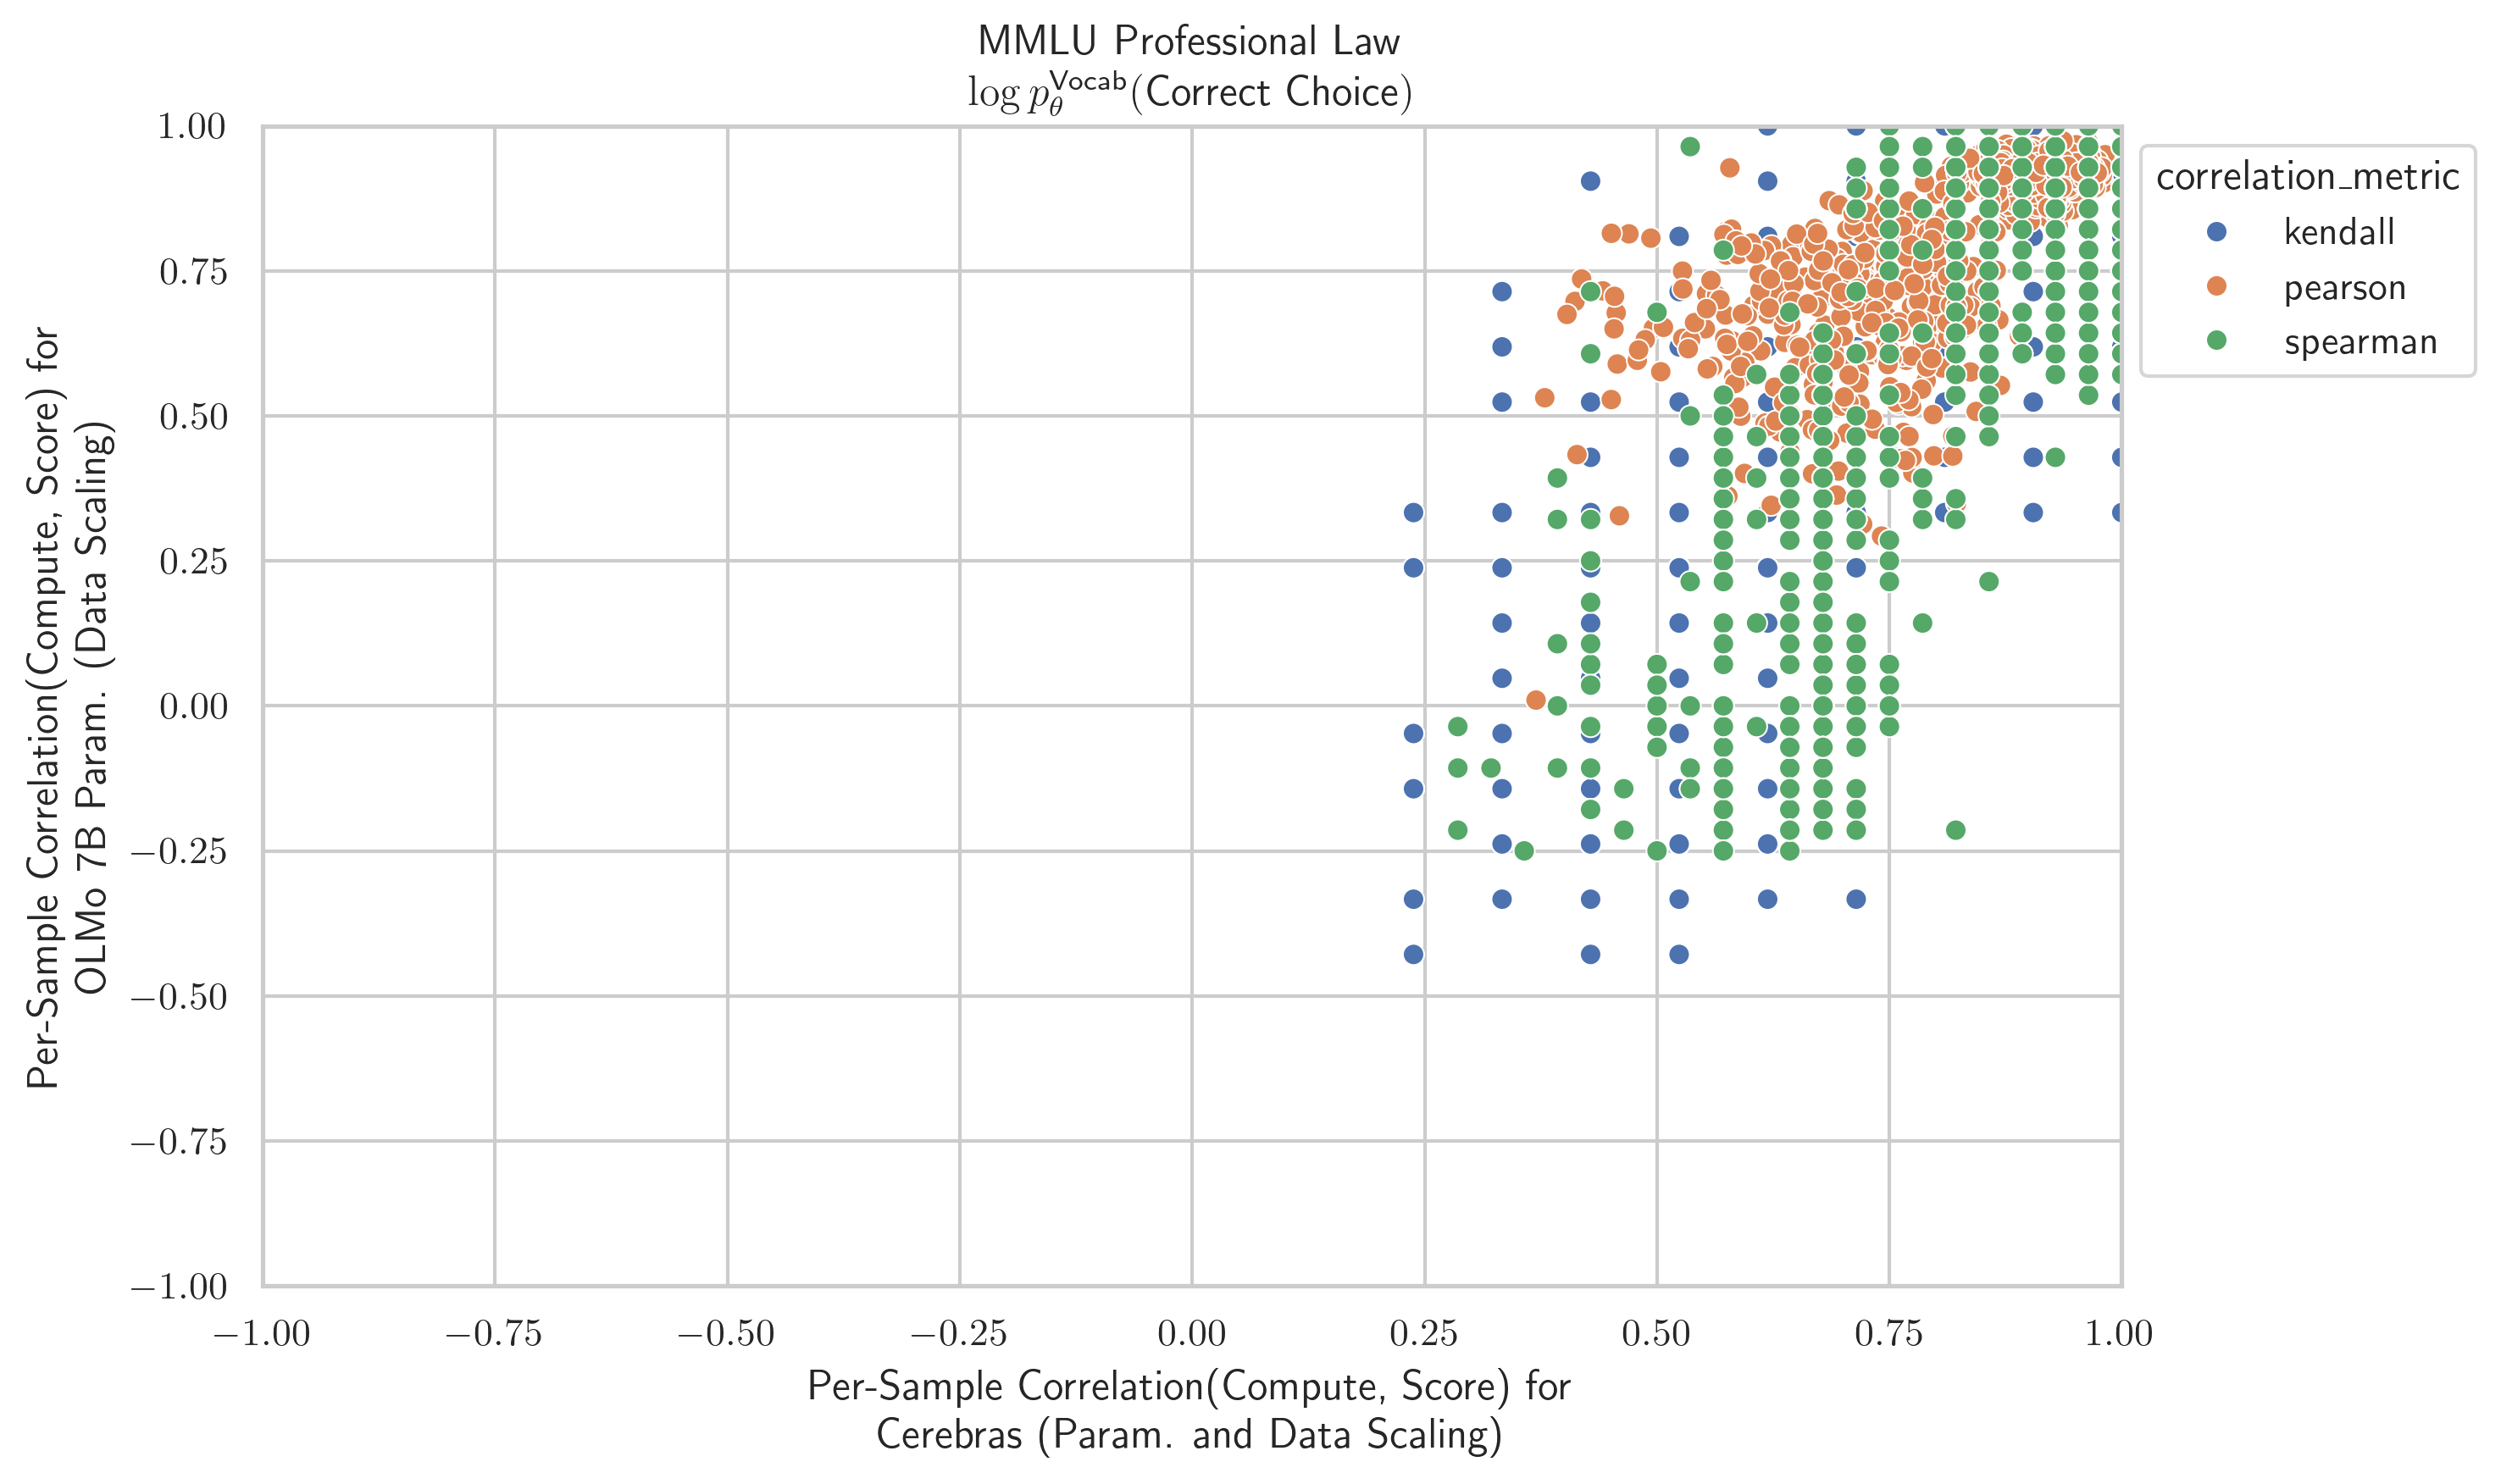 MMLU Professional Law
log p_θ^Vocab(Correct Choice)
Per-Sample Correlation(Compute, Score) for
OLMo 7B Param. (Data Scaling)
1.00
0.75
0.50
0.25
0.00
−0.25
−0.50
−0.75
−1.00
−1.00 −0.75 −0.50 −0.25 0.00 0.25 0.50 0.75 1.00
Per-Sample Correlation(Compute, Score) for
Cerebras (Param. and Data Scaling)
correlation_metric
kendall
pearson
spearman